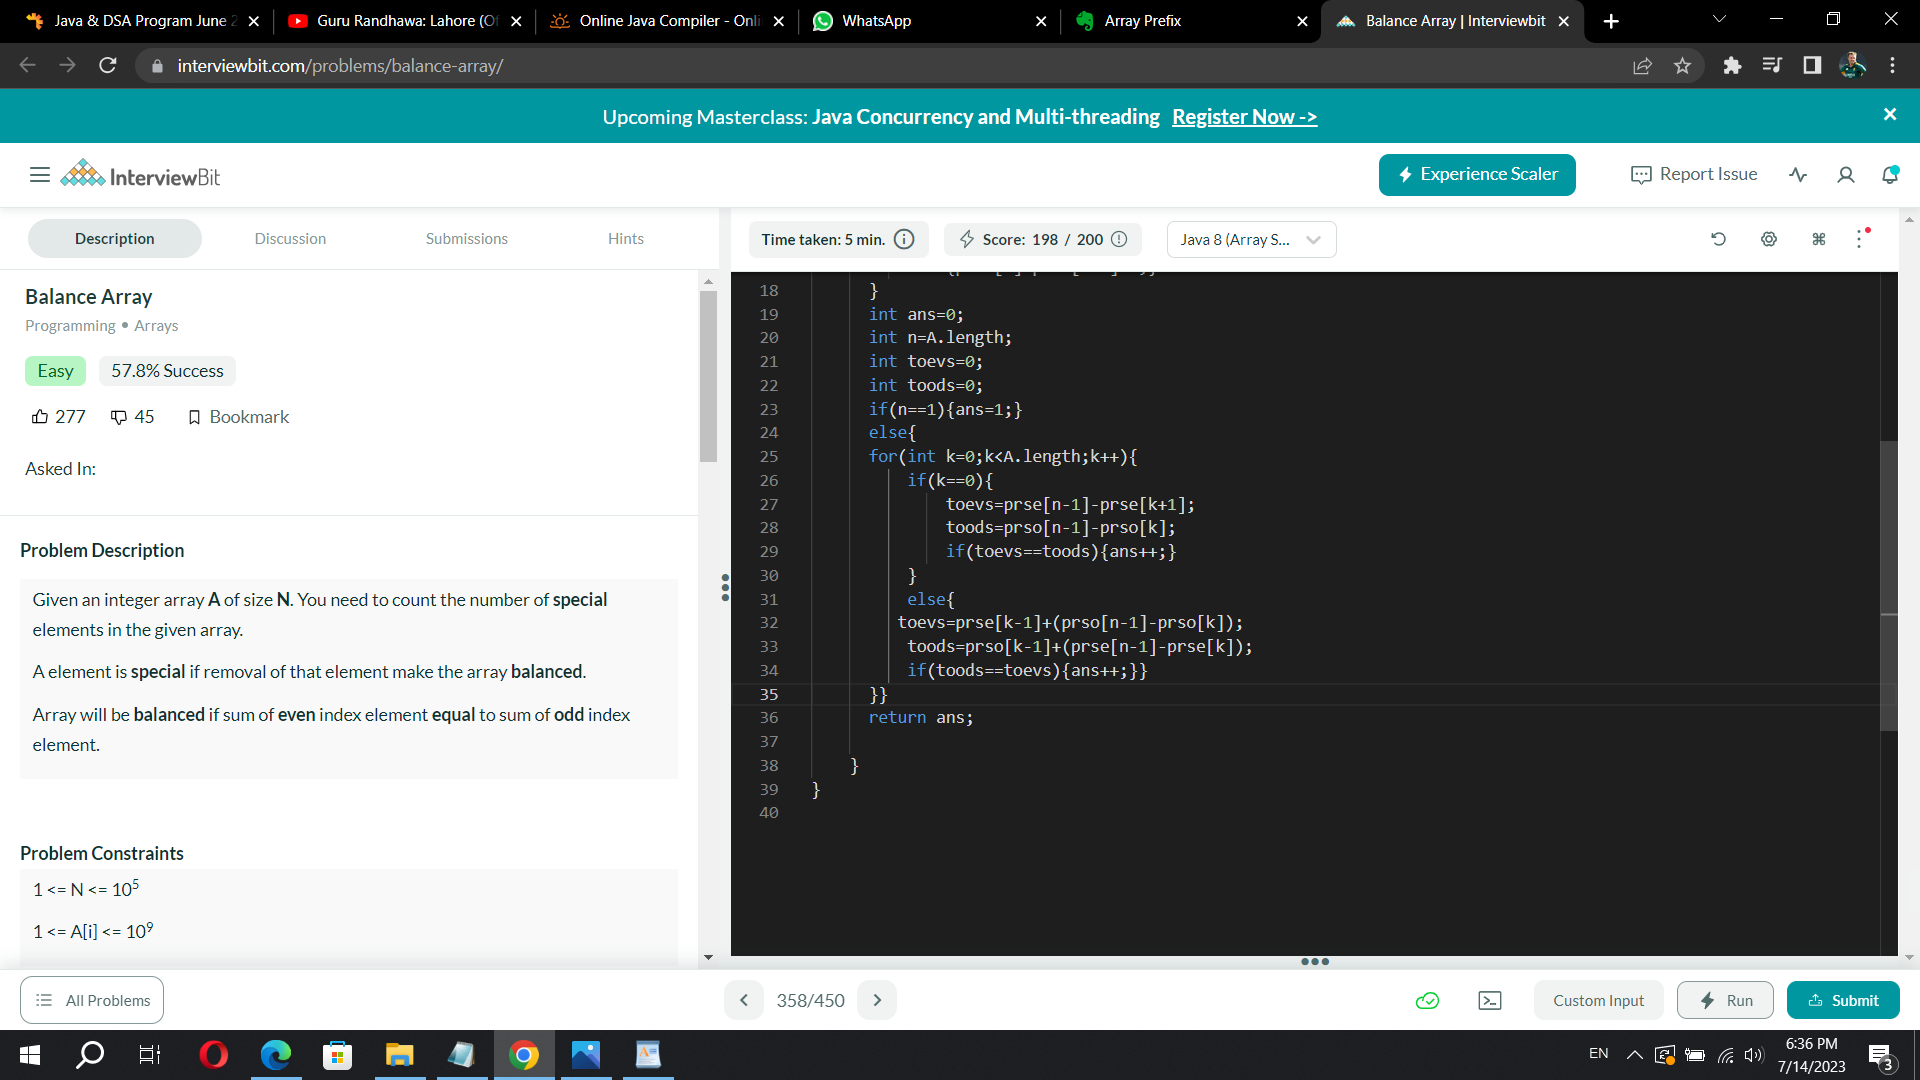 Java & DSA Program June 2
Guru Randhawa: Lahore (Of
Online Java Compiler - Onli
WhatsApp
Array Prefix
Balance Array | Interviewbit
interviewbit.com/problems/balance-array/
Upcoming Masterclass: Java Concurrency and Multi-threading Register Now ->
InterviewBit
Experience Scaler
Report Issue
Description
Discussion
Submissions
Hints
Time taken: 5 min.
Score: 198 / 200
Java 8 (Array S...
Balance Array
Programming • Arrays
Easy
57.8% Success
277
45
Bookmark
Asked In:
Problem Description
Given an integer array A of size N. You need to count the number of special
elements in the given array.
A element is special if removal of that element make the array balanced.
Array will be balanced if sum of even index element equal to sum of odd index
element.
Problem Constraints
1 <= N <= 10^5
1 <= A[i] <= 10^9
18 }
19 int ans=0;
20 int n=A.length;
21 int toevs=0;
22 int toods=0;
23 if(n==1){ans=1;}
24 else{
25 for(int k=0;k<A.length;k++){
26 if(k==0){
27 toevs=prse[n-1]-prse[k+1];
28 toods=prso[n-1]-prso[k];
29 if(toevs==toods){ans++;}
30 }
31 else{
32 toevs=prse[k-1]+(prso[n-1]-prso[k]);
33 toods=prso[k-1]+(prse[n-1]-prse[k]);
34 if(toods==toevs){ans++;}}
35 }}
36 return ans;
37
38 }
39 }
40
All Problems
358/450
Custom Input
Run
Submit
EN
6:36 PM
7/14/2023
3